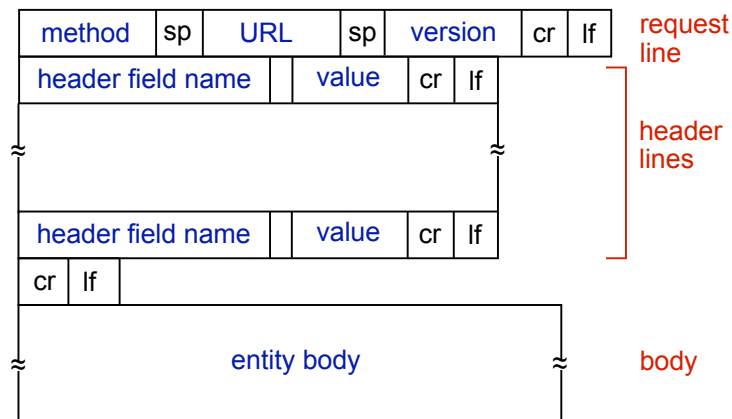 method sp URL sp version cr lf request
line
header field name value cr lf
header
lines
header field name value cr lf
cr lf
entity body body